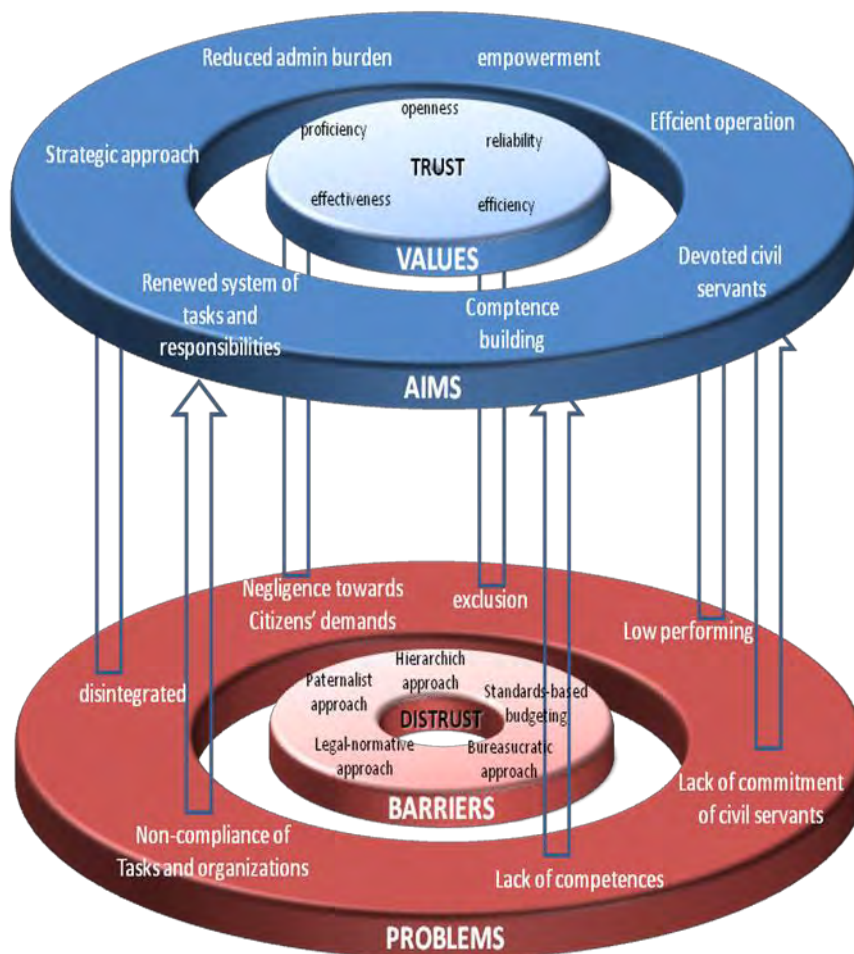 Reduced admin burden
empowerment
openness
Effcient operation
proficiency
reliability
Strategic approach
TRUST
effectiveness
efficiency
VALUES
Devoted civil
servants
Renewed system of
tasks and
responsibilities
Comptence
building
AIMS
Negligence towards
Citizens' demands
exclusion
Low performing
Hierarchich
approach
Paternalist
approach
Standards-based
budgeting
disintegrated
DISTRUST
Legal-normative
approach
Bureasucratic
approach
Lack of commitment
of civil servants
BARRIERS
Non-compliance of
Tasks and organizations
Lack of competences
PROBLEMS